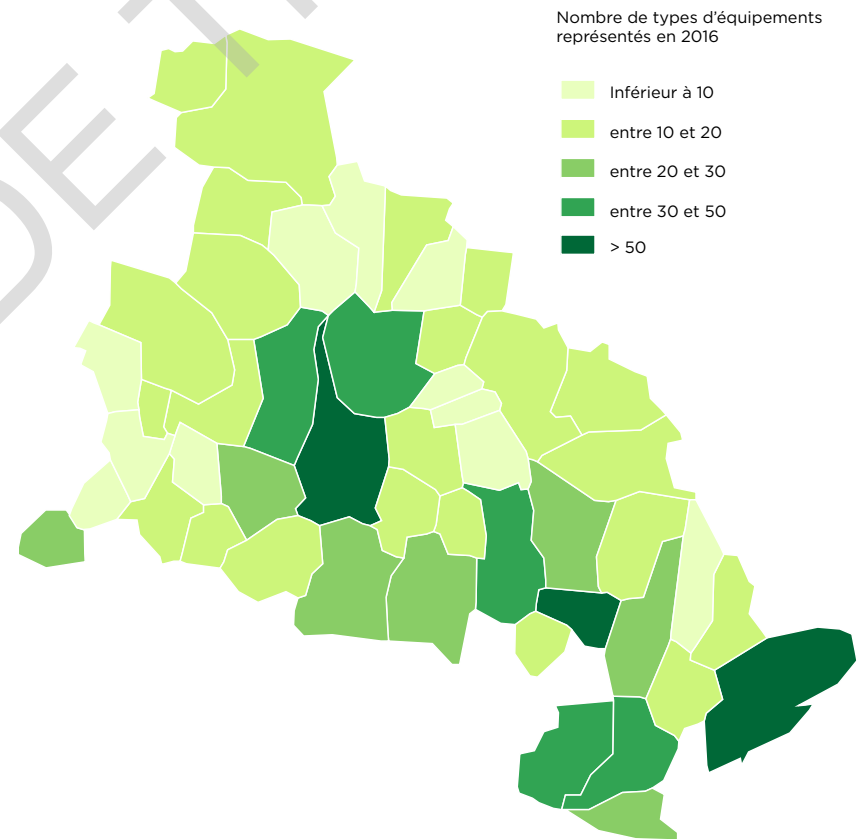 Nombre de types d’équipements
représentés en 2016
Inférieur à 10
entre 10 et 20
entre 20 et 30
entre 30 et 50
> 50
DE T